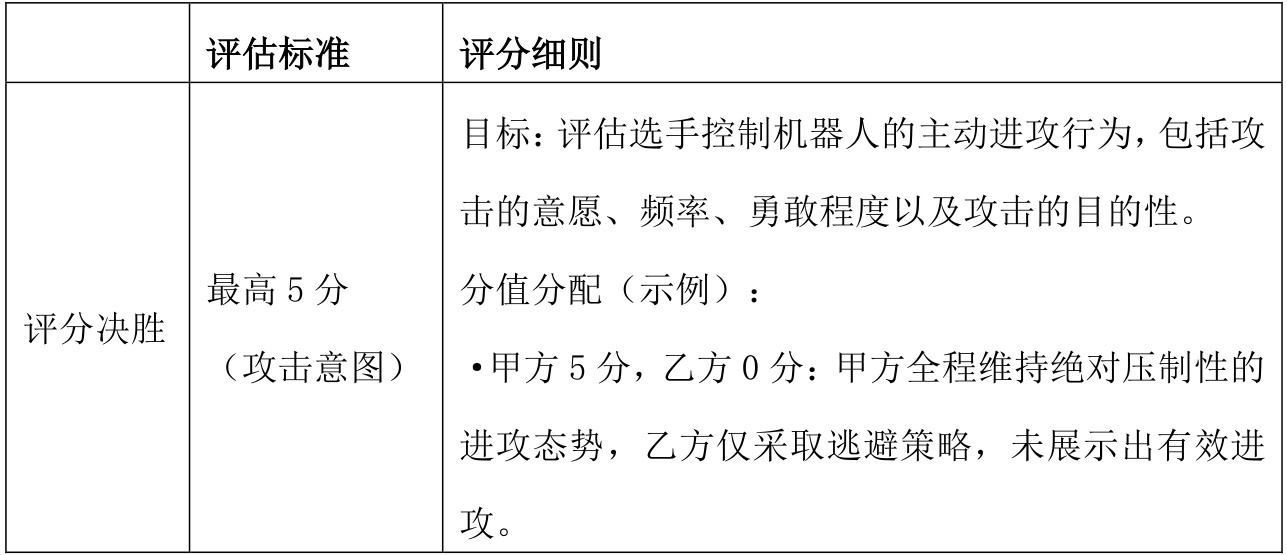 评估标准
评分细则
评分决胜
最高5分
（攻击意图）
目标：评估选手控制机器人的主动进攻行为，包括攻
击的意愿、频率、勇敢程度以及攻击的目的性。
分值分配（示例）：
·甲方5分，乙方0分：甲方全程维持绝对压制性的
进攻态势，乙方仅采取逃避策略，未展示出有效进
攻。